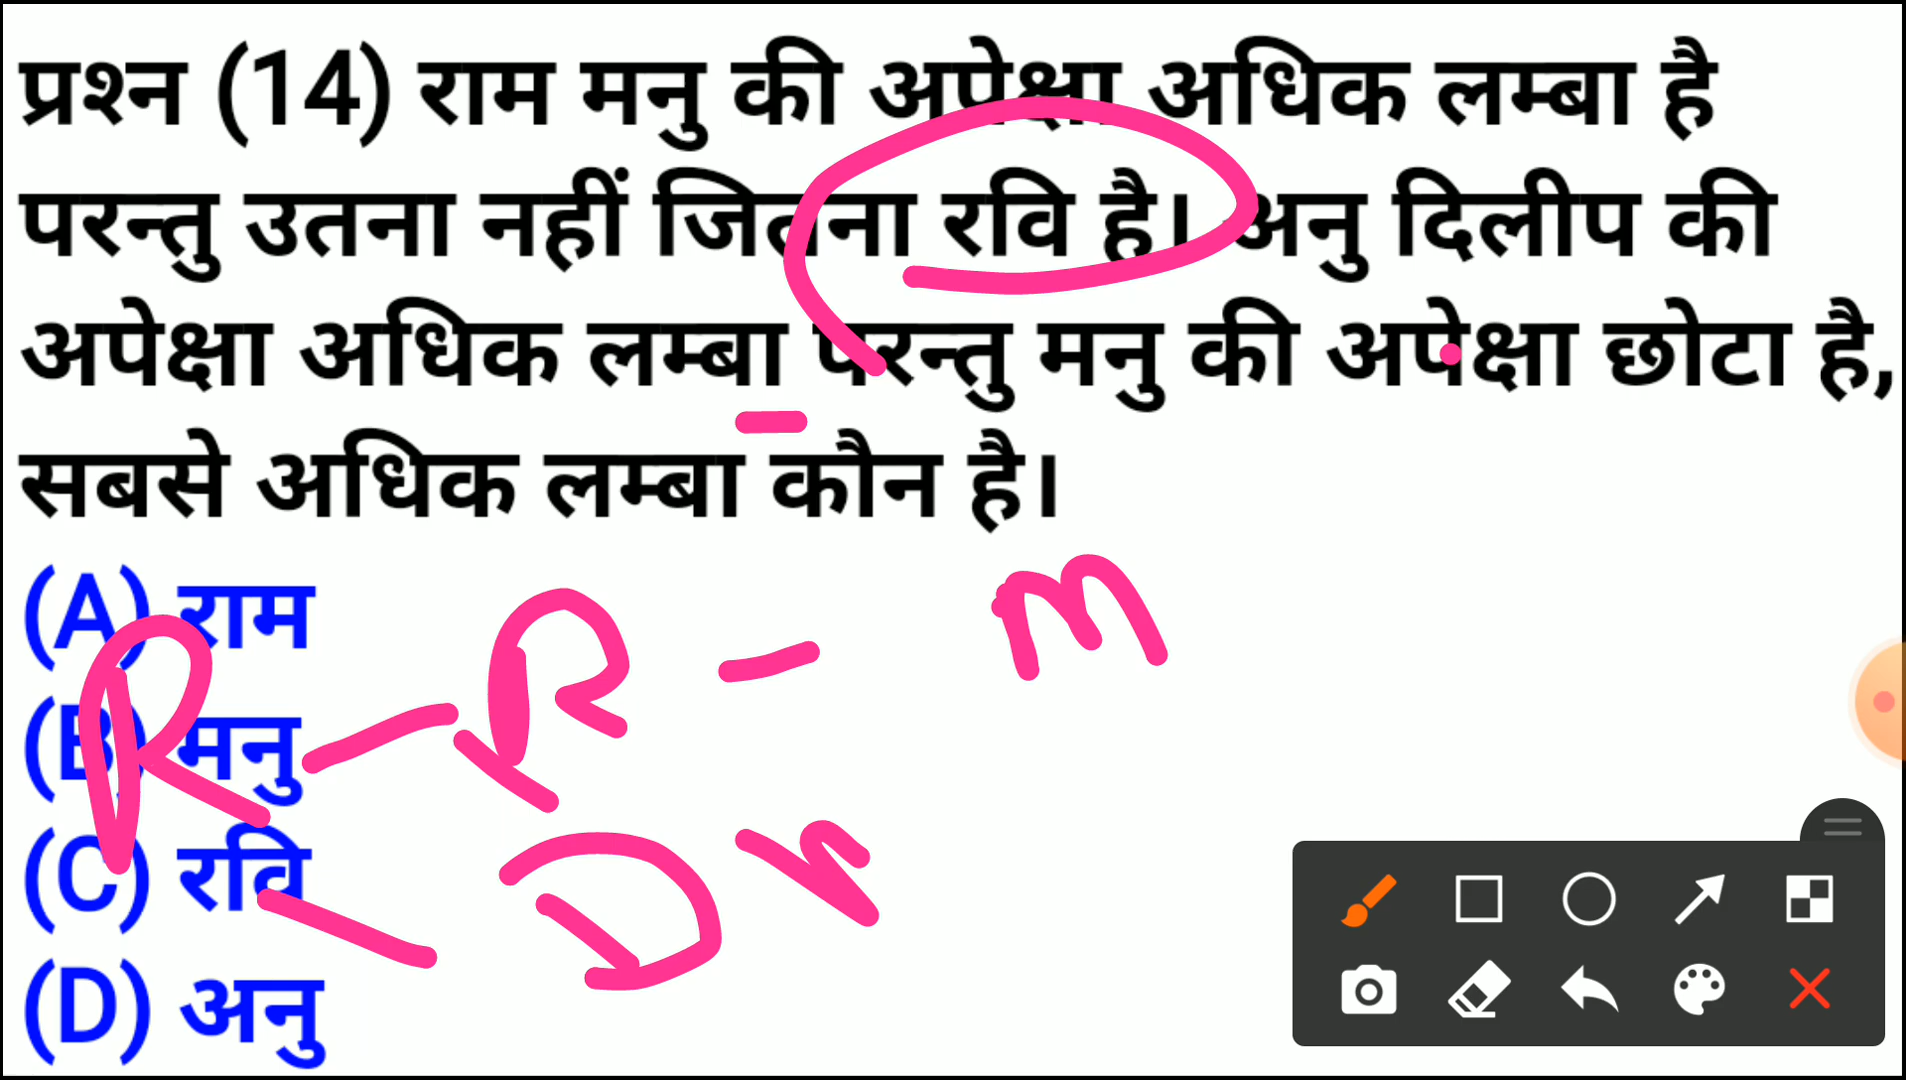 प्रश्न (14) राम मनु की अपेक्षा अधिक लम्बा है
परन्तु उतना नहीं जितना रवि है। अनु दिलीप की
अपेक्षा अधिक लम्बा परन्तु मनु की अपेक्षा छोटा है,
सबसे अधिक लम्बा कौन है।
(A) राम
(B) मनु
(C) रवि
(D) अनु
R - R - M
D